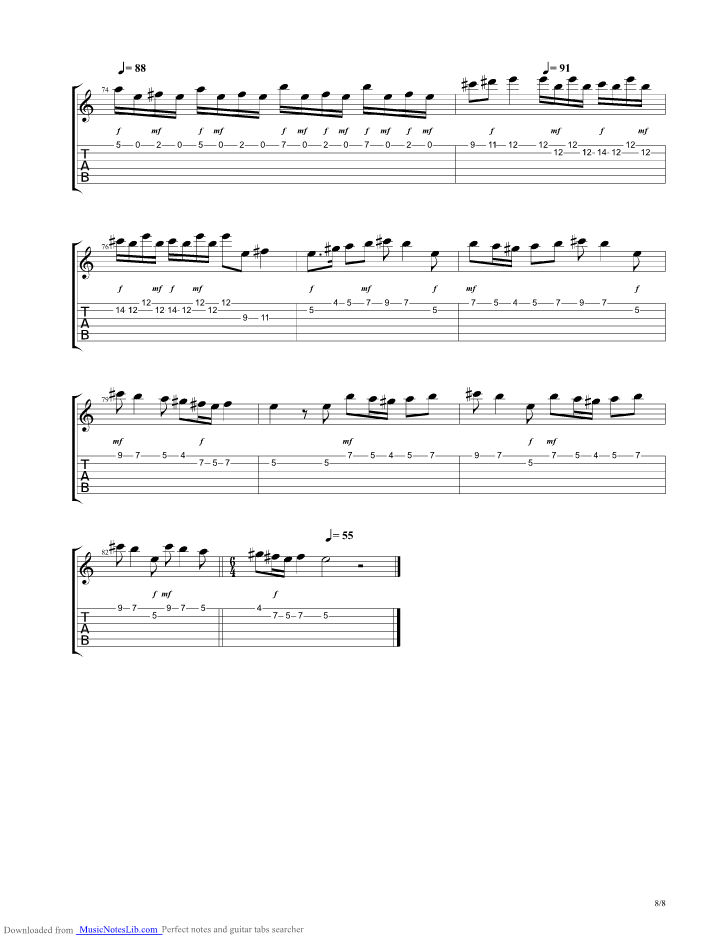 ♩= 88 ♩= 91
74
f mf f mf f mf f mf f mf f mf f mf f mf
T 5 0 2 0 5 0 2 0 7 0 2 0 7 0 2 0 9 11 12 12 12 12 12 14 12 12 12
A
B
76
f mf f mf f mf f mf f
T 14 12 12 12 14 12 12 12 12 9 11 5 4 5 7 9 7 5 7 5 4 5 7 9 7 5
A
B
79
mf f mf f mf
T 9 7 5 4 7 5 7 5 5 7 5 4 5 7 9 7 5 7 5 4 5 7
A
B
♩= 55
82 6/4
f mf f
T 9 7 5 9 7 5 4 7 5 7 5
A
B
8/8
Downloaded from MusicNotesLib.com Perfect notes and guitar tabs searcher